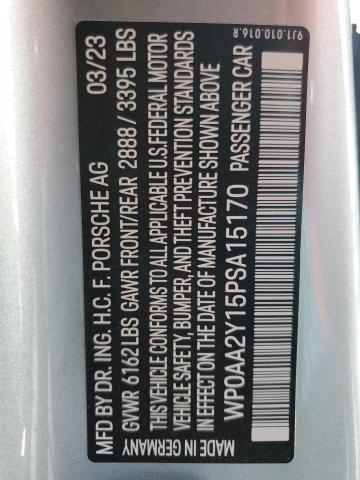 9J1.010.016.R
MFD BY DR. ING. H.C. F. PORSCHE AG 03/23
GVWR 6162 LBS GAWR FRONT/REAR 2888 / 3395 LBS
THIS VEHICLE CONFORMS TO ALL APPLICABLE U.S. FEDERAL MOTOR
VEHICLE SAFETY, BUMPER, AND THEFT PREVENTION STANDARDS
IN EFFECT ON THE DATE OF MANUFACTURE SHOWN ABOVE.
WP0AA2Y15PSA15170 PASSENGER CAR
MADE IN GERMANY